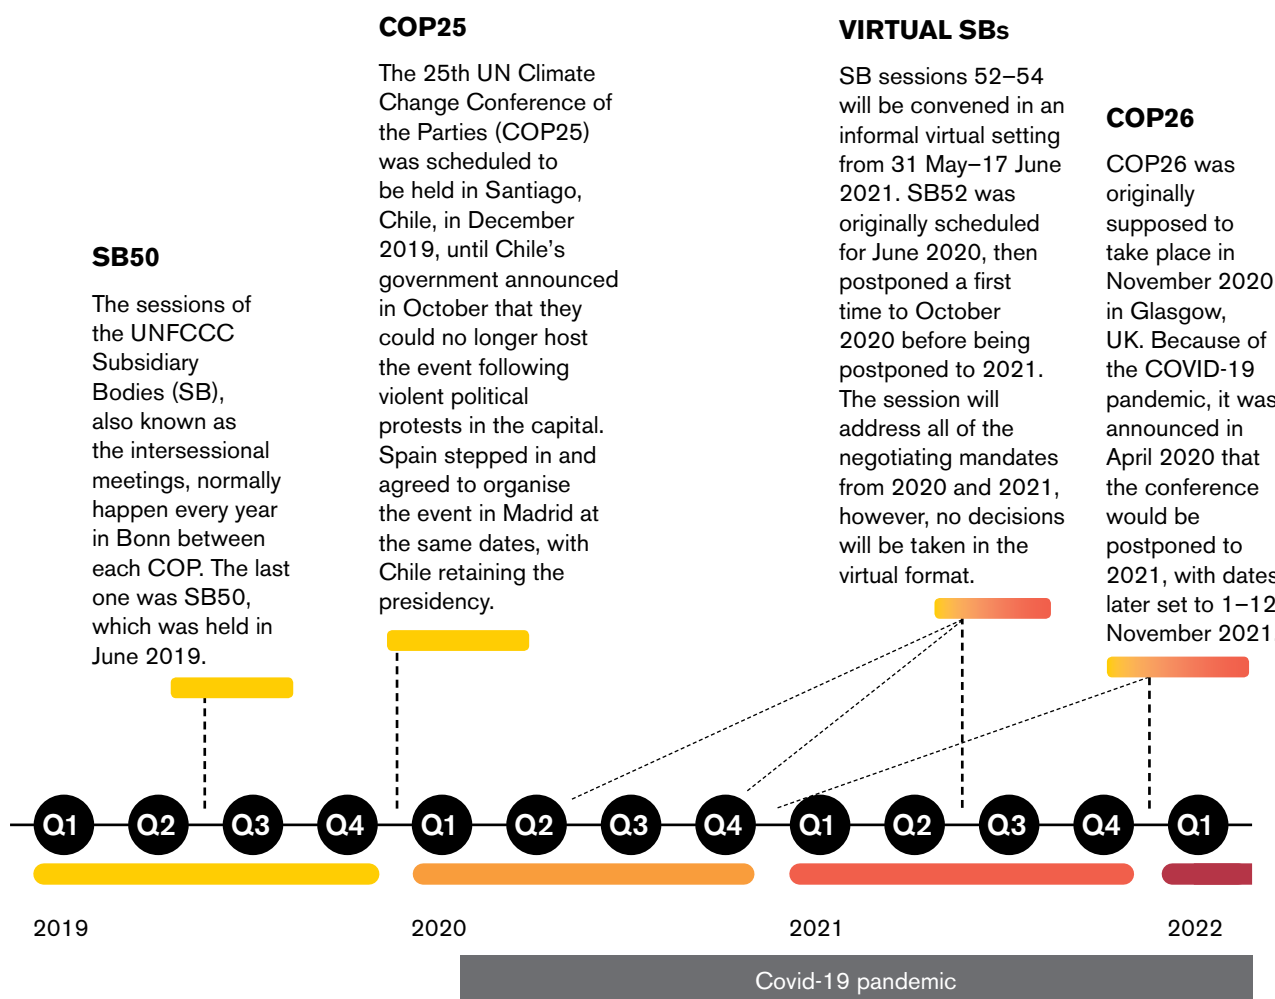 SB50
The sessions of
the UNFCCC
Subsidiary
Bodies (SB),
also known as
the intersessional
meetings, normally
happen every year
in Bonn between
each COP. The last
one was SB50,
which was held in
June 2019.
COP25
The 25th UN Climate
Change Conference of
the Parties (COP25)
was scheduled to
be held in Santiago,
Chile, in December
2019, until Chile’s
government announced
in October that they
could no longer host
the event following
violent political
protests in the capital.
Spain stepped in and
agreed to organise
the event in Madrid at
the same dates, with
Chile retaining the
presidency.
VIRTUAL SBs
SB sessions 52–54
will be convened in an
informal virtual setting
from 31 May–17 June
2021. SB52 was
originally scheduled
for June 2020, then
postponed a first
time to October
2020 before being
postponed to 2021.
The session will
address all of the
negotiating mandates
from 2020 and 2021,
however, no decisions
will be taken in the
virtual format.
COP26
COP26 was
originally
supposed to
take place in
November 2020
in Glasgow,
UK. Because of
the COVID-19
pandemic, it was
announced in
April 2020 that
the conference
would be
postponed to
2021, with dates
later set to 1–12
November 2021
Q1 Q2 Q3 Q4 Q1 Q2 Q3 Q4 Q1 Q2 Q3 Q4 Q1
2019 2020 2021 2022
Covid-19 pandemic